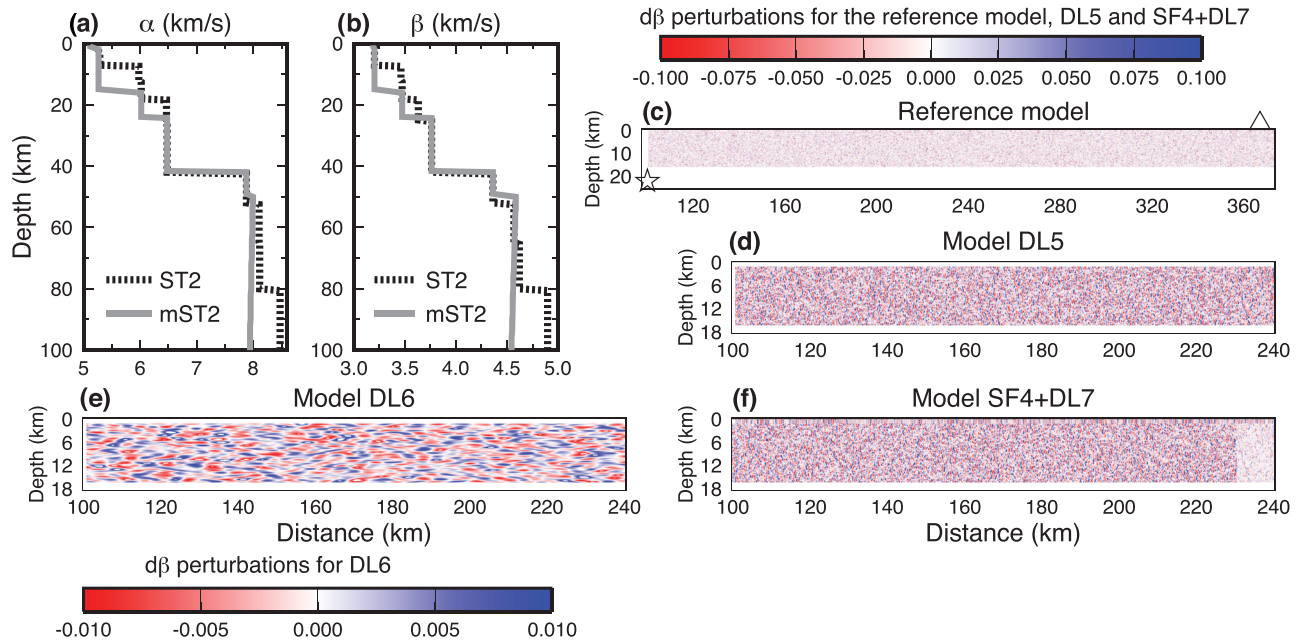 (a) α (km/s)
0
20
40
60
80
100
Depth (km)
5 6 7 8
ST2
mST2
(b) β (km/s)
3.0 3.5 4.0 4.5 5.0
ST2
mST2
dβ perturbations for the reference model, DL5 and SF4+DL7
-0.100 -0.075 -0.050 -0.025 0.000 0.025 0.050 0.075 0.100
(c) Reference model
Depth (km)
0
10
20
120 160 200 240 280 320 360
(d) Model DL5
Depth (km)
0
6
12
18
100 120 140 160 180 200 220 240
(e) Model DL6
Depth (km)
0
6
12
18
100 120 140 160 180 200 220 240
Distance (km)
dβ perturbations for DL6
-0.010 -0.005 0.000 0.005 0.010
(f) Model SF4+DL7
Depth (km)
0
6
12
18
100 120 140 160 180 200 220 240
Distance (km)